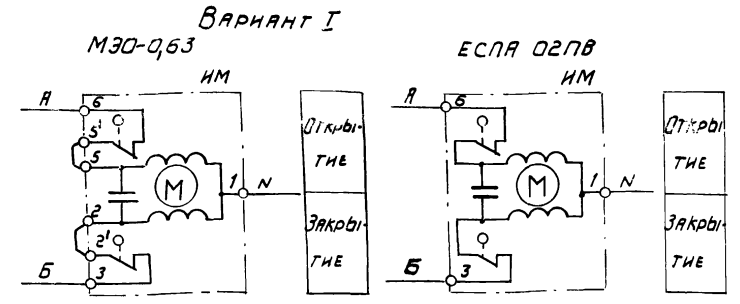 ВАРИАНТ I
МЭО-0,63
ИМ
А
6
5'
5
М
1
N
2
2'
Б
3
ОТКРЫ-
ТИЕ
ЗАКРЫ-
ТИЕ
ЕСПА 02ПВ
ИМ
А
6
М
1
N
Б
3
ОТКРЫ
ТИЕ
ЗАКРЫ-
ТИЕ